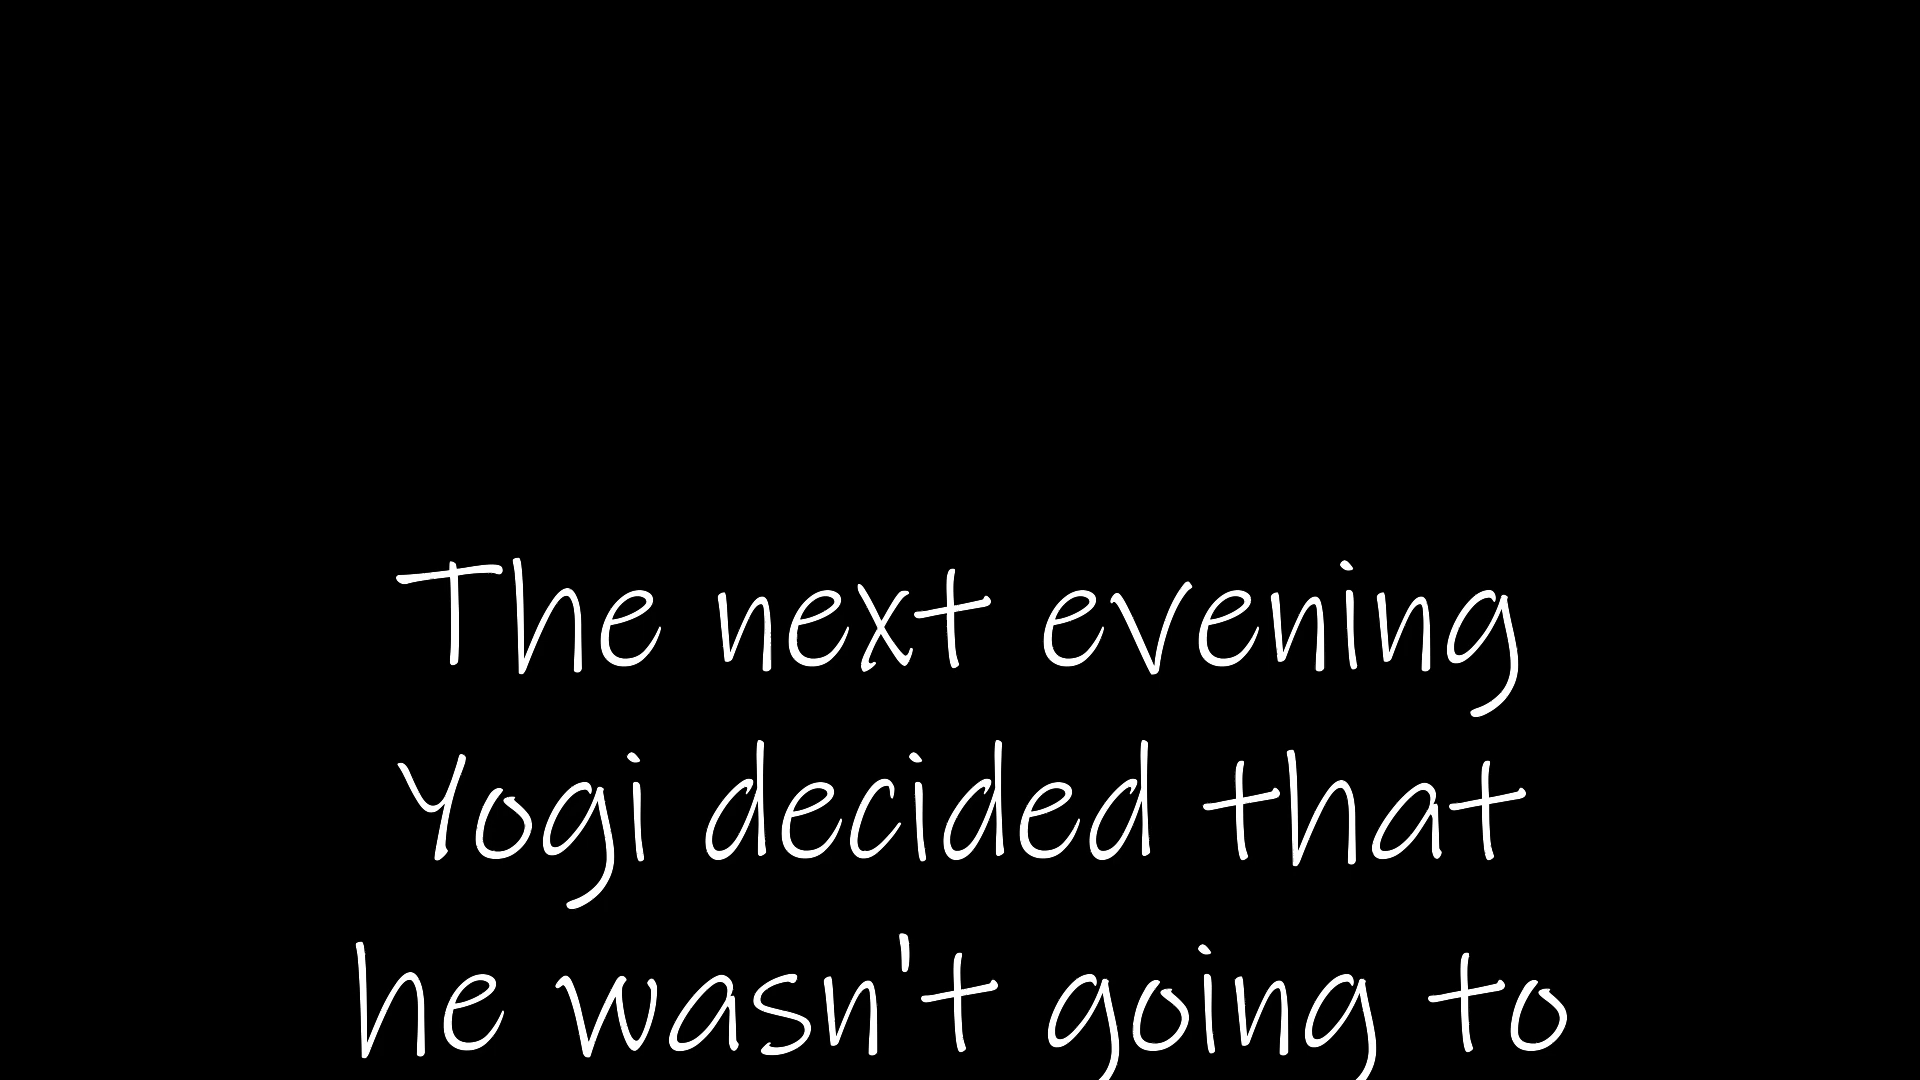 The next evening
Yogi decided that
he wasn't going to